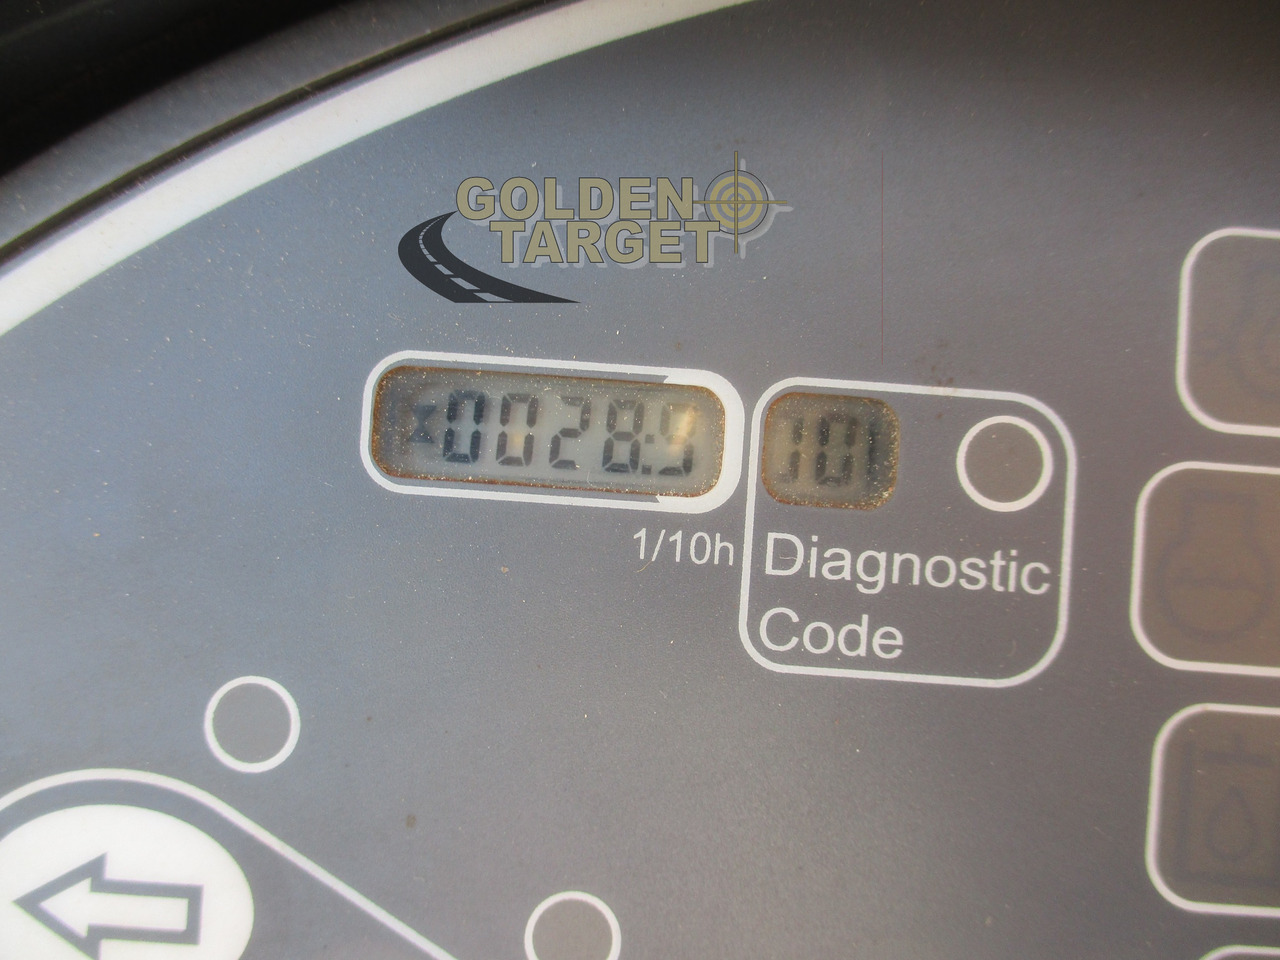 GOLDEN
TARGET
0028:9
101
1/10h
Diagnostic
Code